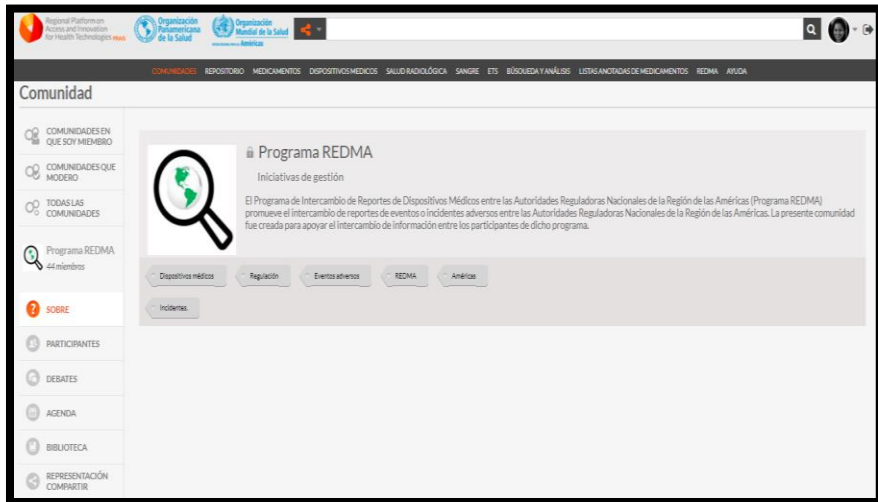 Regional Platform on
Access and Innovation
for Health Technologies PRAIS
Organización
Panamericana
de la Salud
Organización
Mundial de la Salud
Américas
COMUNIDADES REPOSITORIO MEDICAMENTOS DISPOSITIVOS MEDICOS SALUD RADIOLÓGICA SANGRE ETS BÚSQUEDA Y ANÁLISIS LISTAS ANOTADAS DE MEDICAMENTOS REDMA AYUDA
Comunidad
COMUNIDADES EN
QUE SOY MIEMBRO
COMUNIDADES QUE
MODERO
TODAS LAS
COMUNIDADES
Programa REDMA
44 miembros
SOBRE
PARTICIPANTES
DEBATES
AGENDA
BIBLIOTECA
REPRESENTACIÓN
COMPARTIR
Programa REDMA
Iniciativas de gestión
El Programa de Intercambio de Reportes de Dispositivos Médicos entre las Autoridades Reguladoras Nacionales de la Región de las Américas (Programa REDMA)
promueve el intercambio de reportes de eventos o incidentes adversos entre las Autoridades Reguladoras Nacionales de la Región de las Américas. La presente comunidad
fue creada para apoyar el intercambio de información entre los participantes de dicho programa.
Dispositivos médicos Regulación Eventos adversos REDMA Américas
Incidentes.